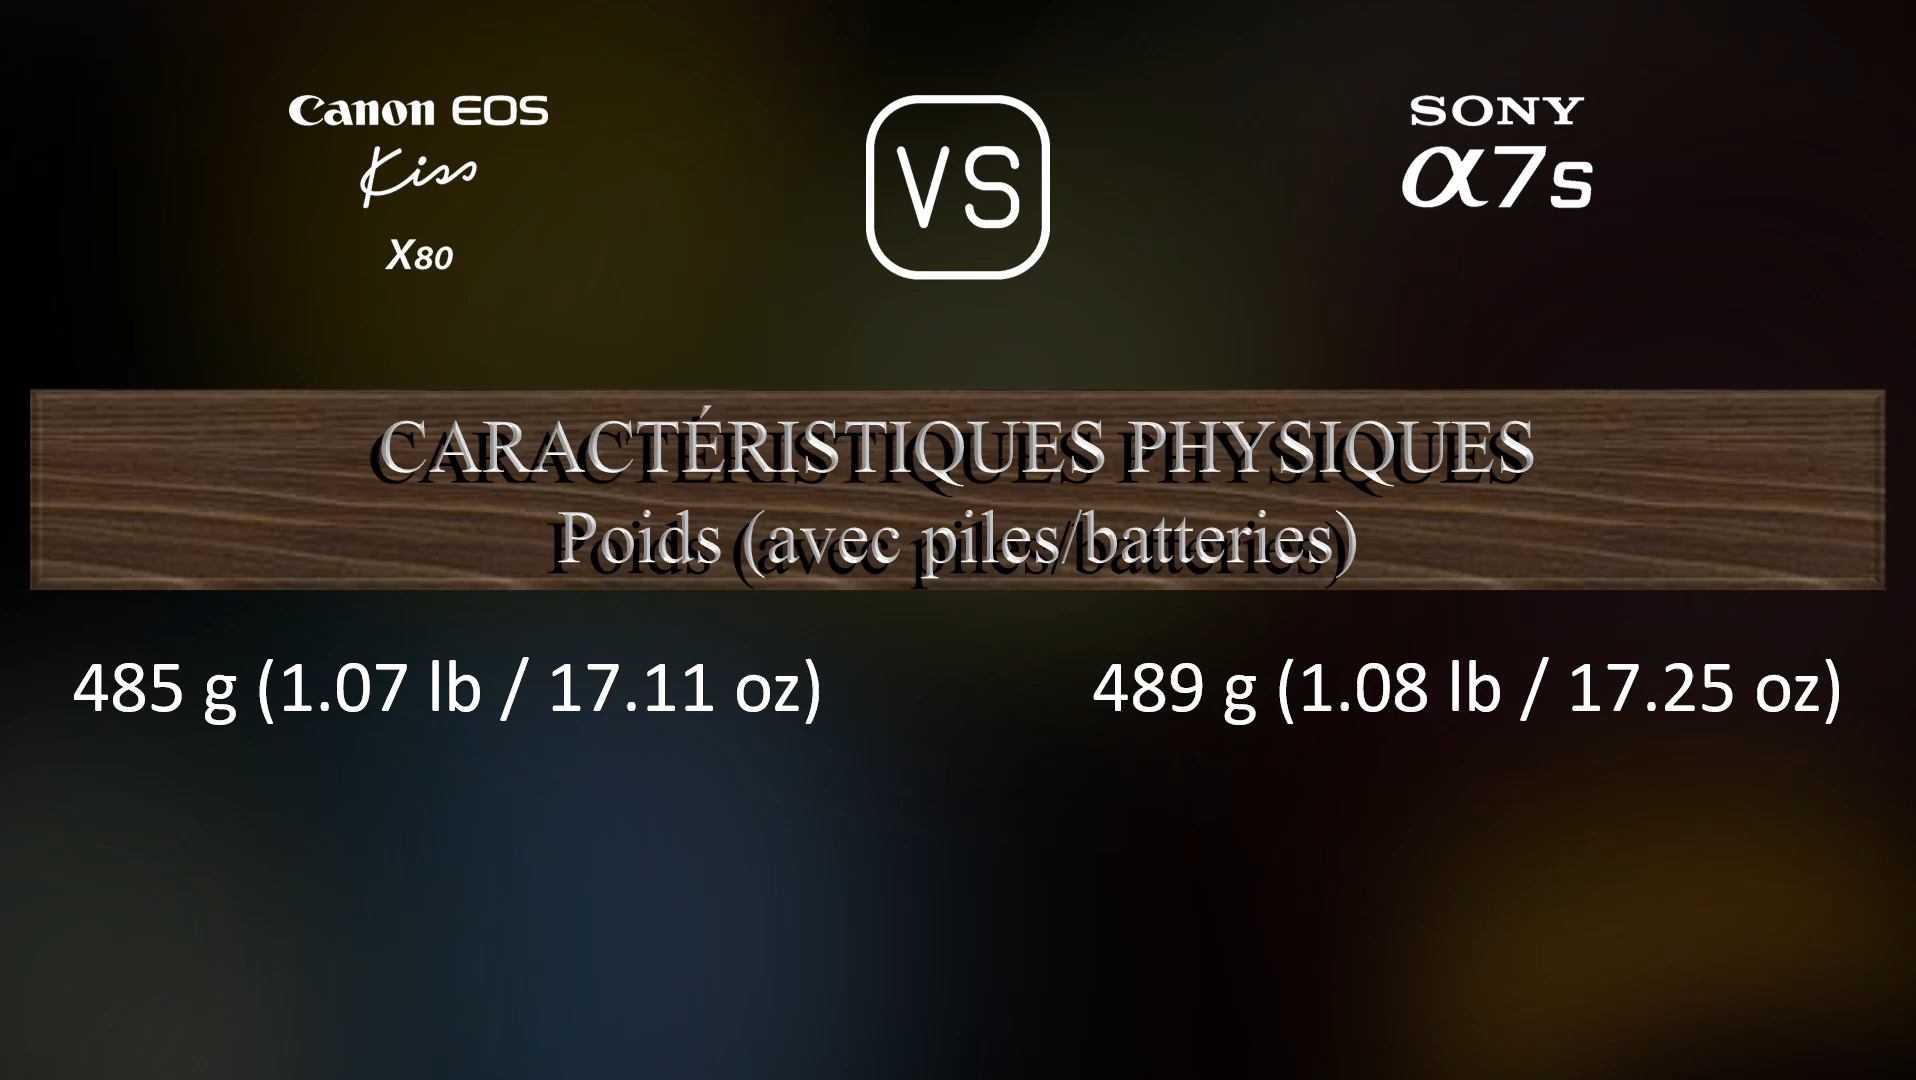 Canon EOS
Kiss
X80
VS
SONY
α7s
CARACTÉRISTIQUES PHYSIQUES
Poids (avec piles/batteries)
485 g (1.07 lb / 17.11 oz)
489 g (1.08 lb / 17.25 oz)